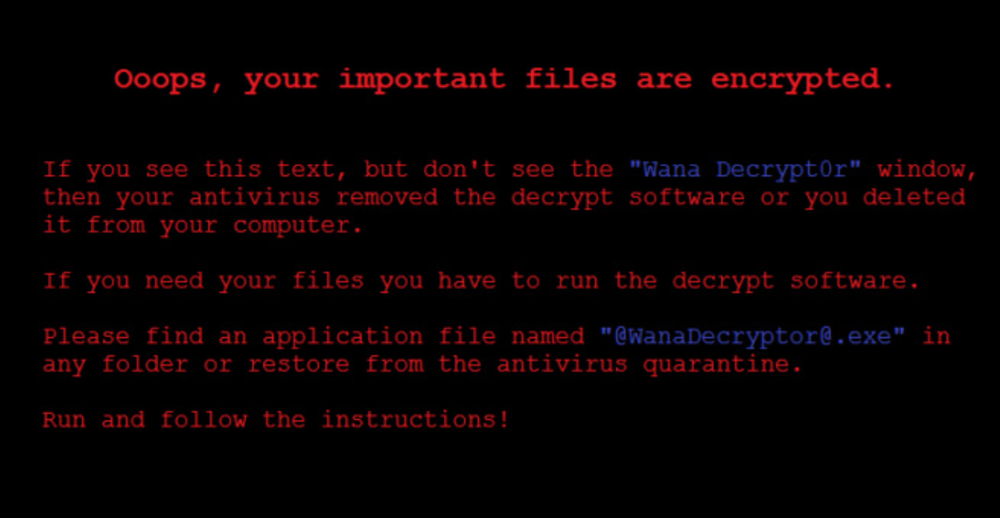 Ooops, your important files are encrypted.
If you see this text, but don't see the "Wana Decrypt0r" window,
then your antivirus removed the decrypt software or you deleted
it from your computer.
If you need your files you have to run the decrypt software.
Please find an application file named "@WanaDecryptor@.exe" in
any folder or restore from the antivirus quarantine.
Run and follow the instructions!